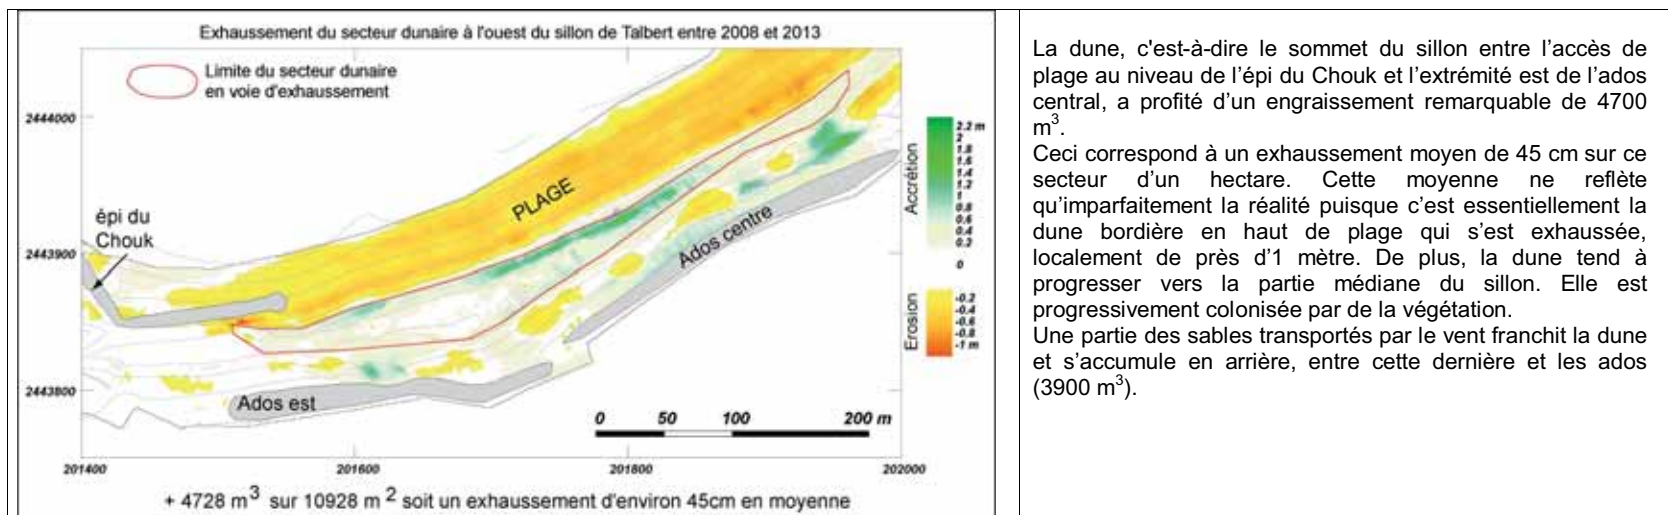 Exhaussement du secteur dunaire à l'ouest du sillon de Talbert entre 2008 et 2013
Limite du secteur dunaire
en voie d'exhaussement
2444000
2443900
2443800
épi du
Chouk
PLAGE
Ados centre
Ados est
Accrétion
2.2 m
2
1.8
1.6
1.4
1.2
1
0.8
0.6
0.4
0.2
0
Erosion
-0.2
-0.4
-0.6
-0.8
-1 m
0 50 100 200 m
201400 201600 201800 202000
+ 4728 m³ sur 10928 m² soit un exhaussement d'environ 45cm en moyenne
La dune, c'est-à-dire le sommet du sillon entre l’accès de
plage au niveau de l’épi du Chouk et l’extrémité est de l’ados
central, a profité d’un engraissement remarquable de 4700
m³.
Ceci correspond à un exhaussement moyen de 45 cm sur ce
secteur d’un hectare. Cette moyenne ne reflète
qu’imparfaitement la réalité puisque c’est essentiellement la
dune bordière en haut de plage qui s’est exhaussée,
localement de près d’1 mètre. De plus, la dune tend à
progresser vers la partie médiane du sillon. Elle est
progressivement colonisée par de la végétation.
Une partie des sables transportés par le vent franchit la dune
et s’accumule en arrière, entre cette dernière et les ados
(3900 m³).